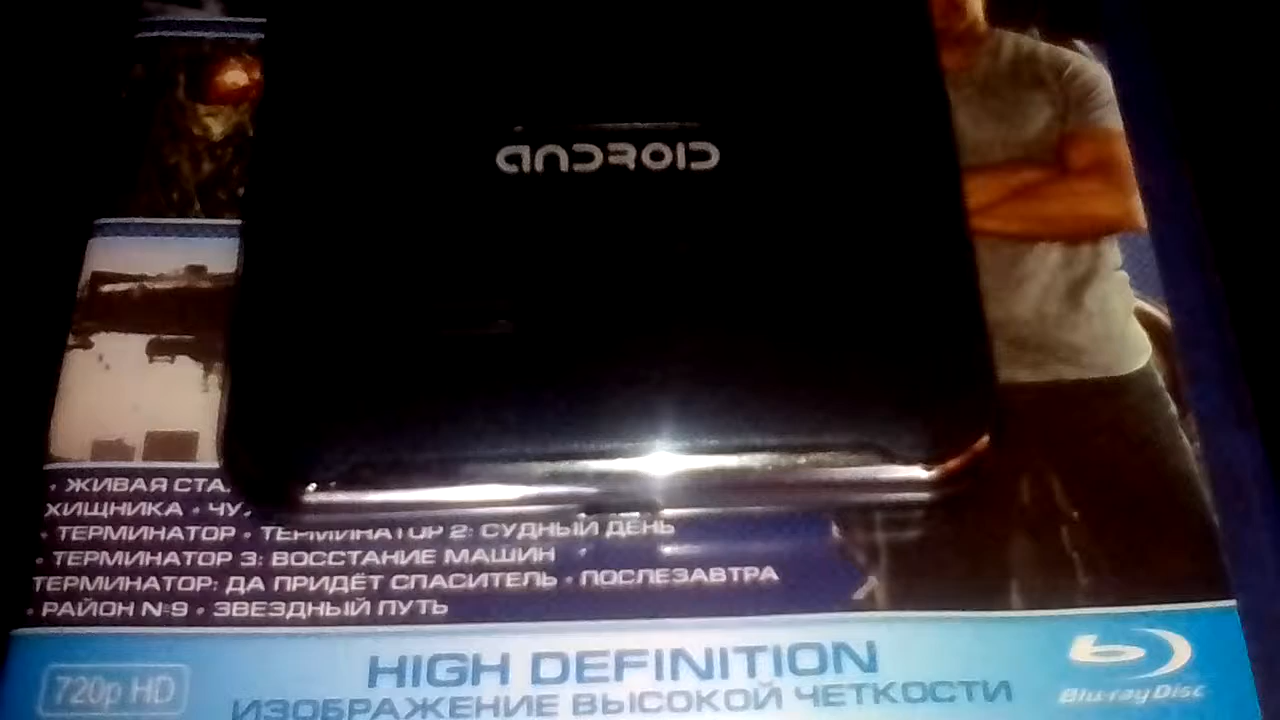 ANDROID
• ЖИВАЯ СТА
ХИЩНИКА • ЧУ
• ТЕРМИНАТОР • ТЕРМИНАТОР 2: СУДНЫЙ ДЕНЬ
• ТЕРМИНАТОР 3: ВОССТАНИЕ МАШИН
ТЕРМИНАТОР: ДА ПРИДЁТ СПАСИТЕЛЬ • ПОСЛЕЗАВТРА
• РАЙОН №9 • ЗВЕЗДНЫЙ ПУТЬ
720p HD
HIGH DEFINITION
ИЗОБРАЖЕНИЕ ВЫСОКОЙ ЧЕТКОСТИ
Blu-ray Disc